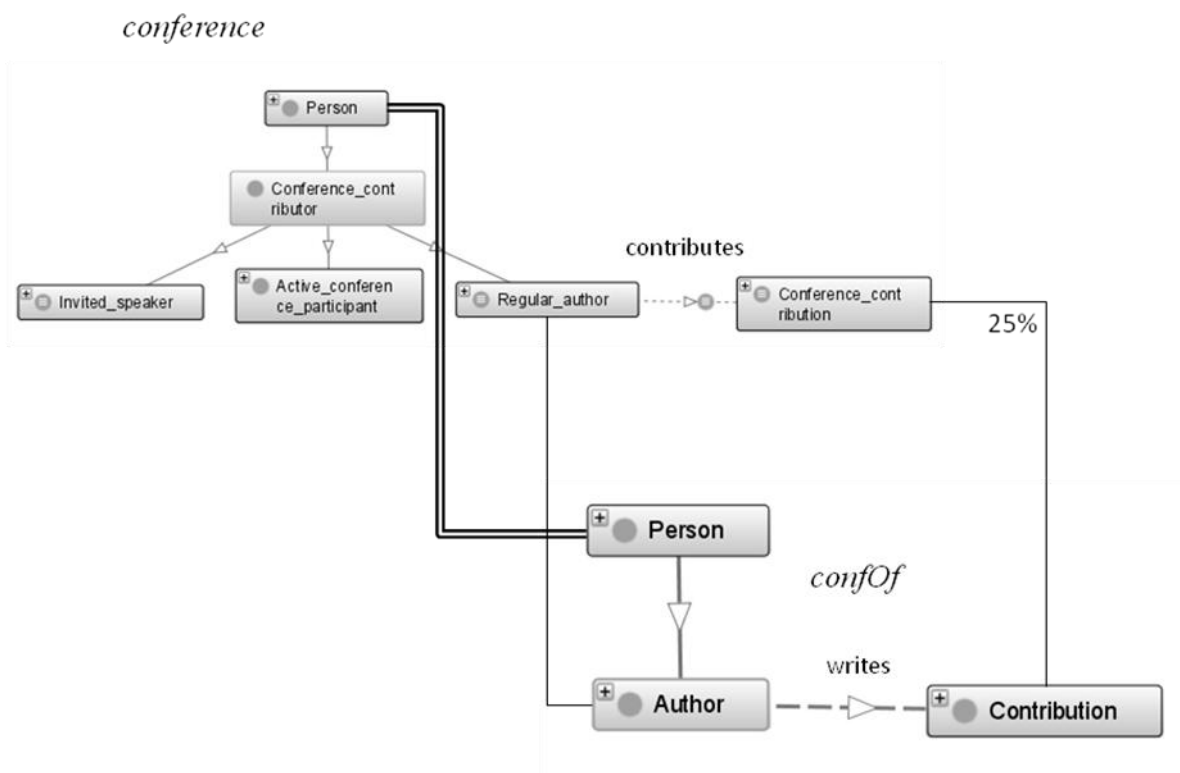 conference
Person
Conference_cont
ributor
contributes
Invited_speaker
Active_conferen
ce_participant
Regular_author
Conference_cont
ribution
25%
Person
confOf
writes
Author
Contribution